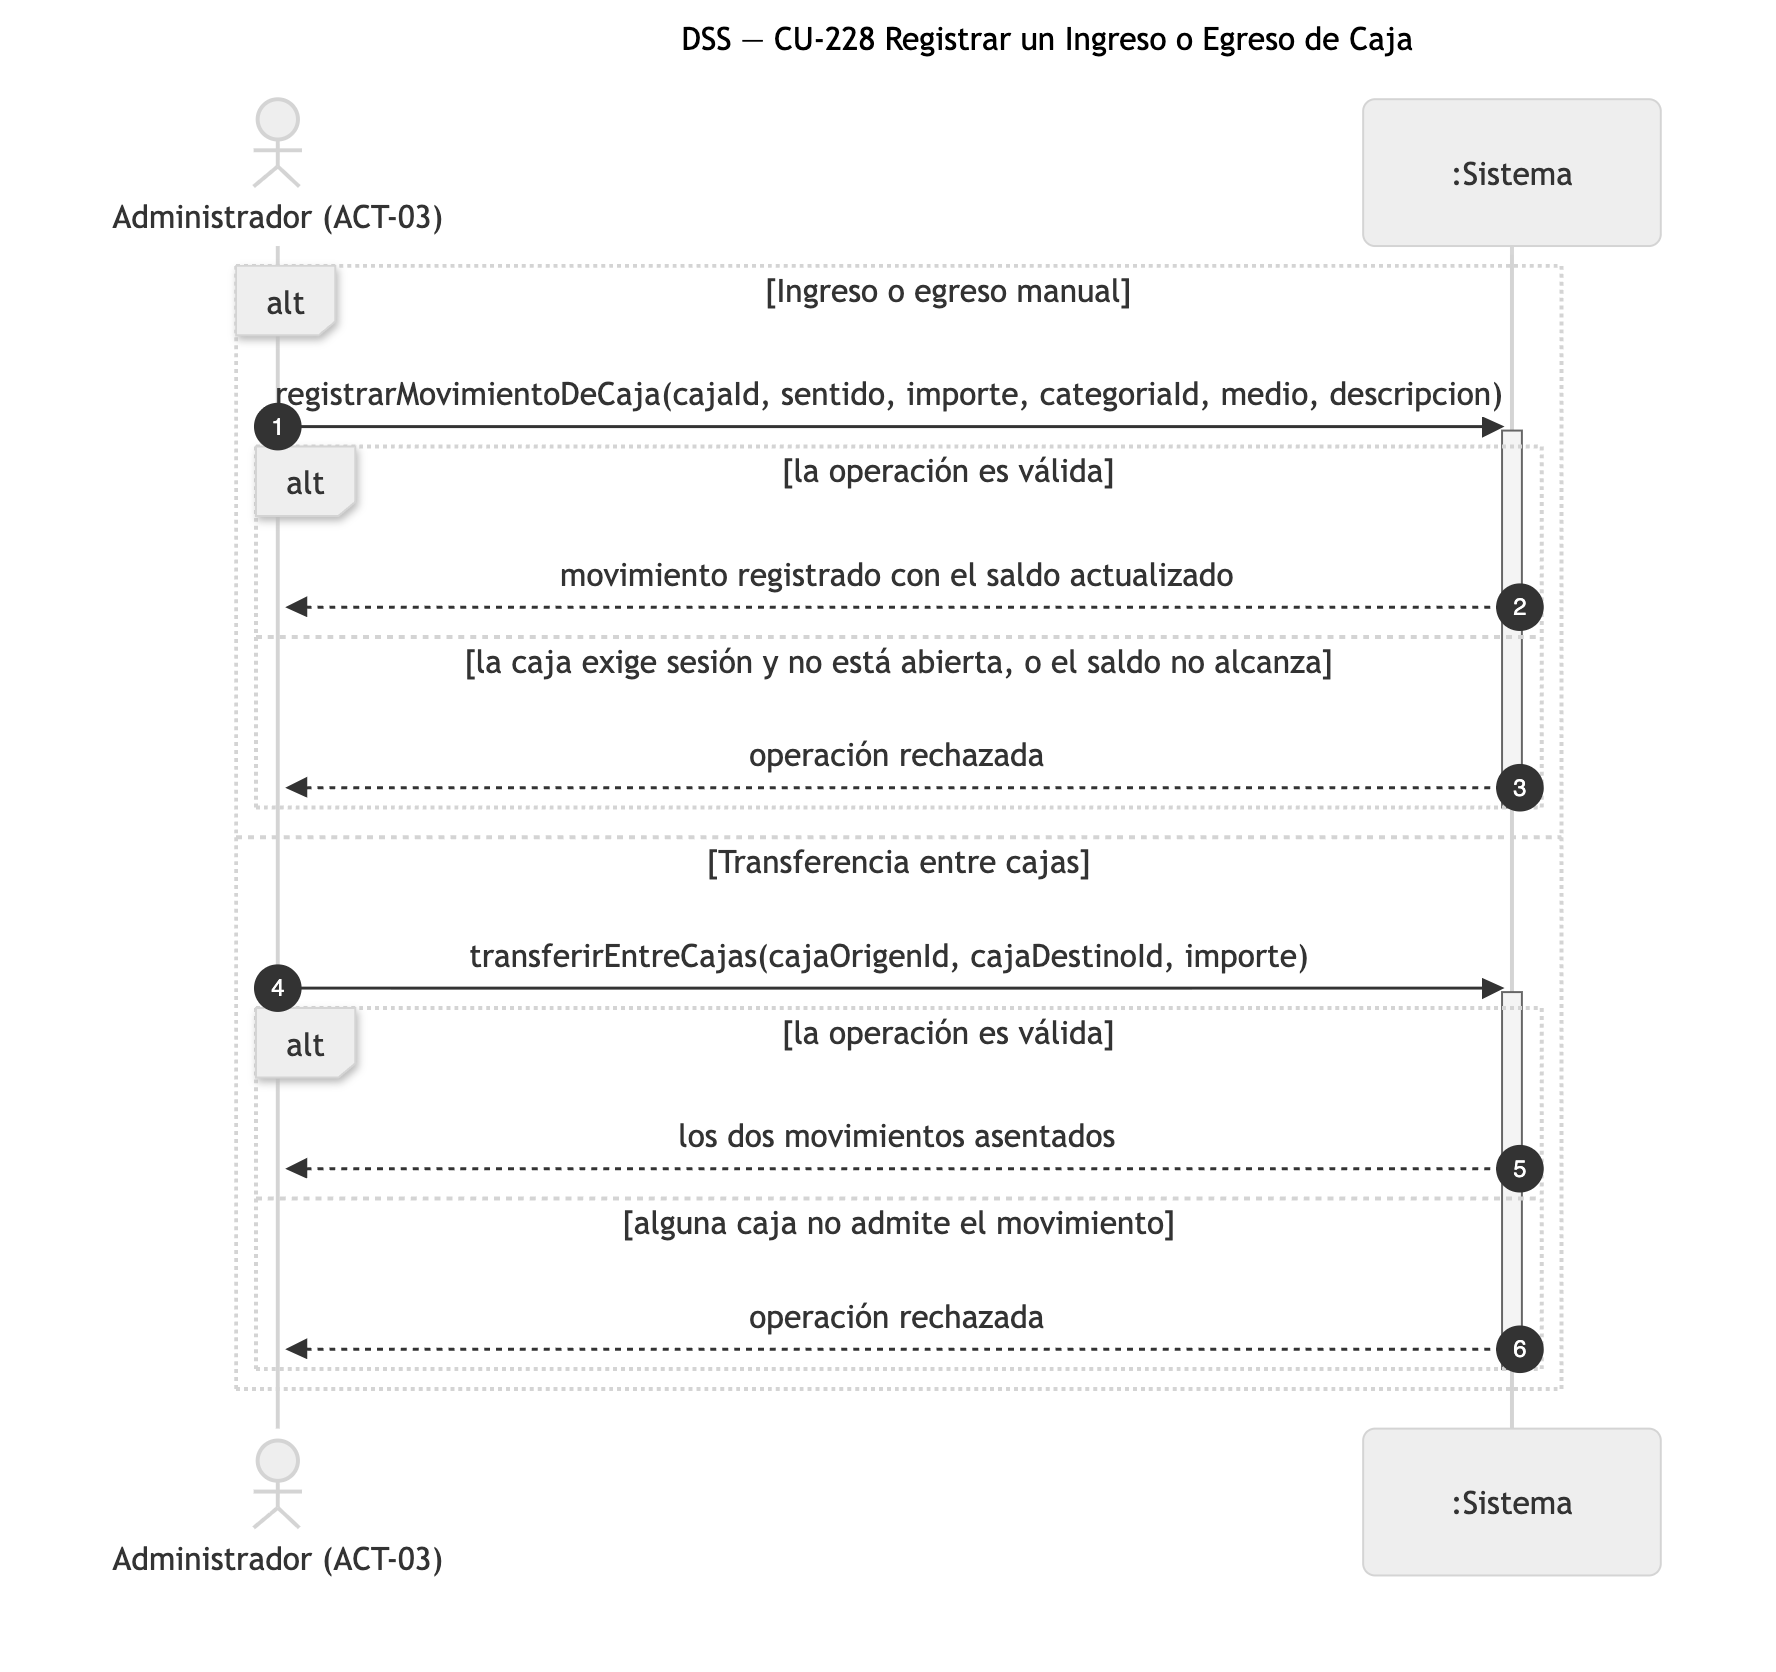 DSS — CU-228 Registrar un Ingreso o Egreso de Caja
Administrador (ACT-03)
:Sistema
alt
[Ingreso o egreso manual]
registrarMovimientoDeCaja(cajaId, sentido, importe, categoriaId, medio, descripcion)
1
alt
[la operación es válida]
movimiento registrado con el saldo actualizado
2
[la caja exige sesión y no está abierta, o el saldo no alcanza]
operación rechazada
3
[Transferencia entre cajas]
transferirEntreCajas(cajaOrigenId, cajaDestinoId, importe)
4
alt
[la operación es válida]
los dos movimientos asentados
5
[alguna caja no admite el movimiento]
operación rechazada
6
Administrador (ACT-03)
:Sistema